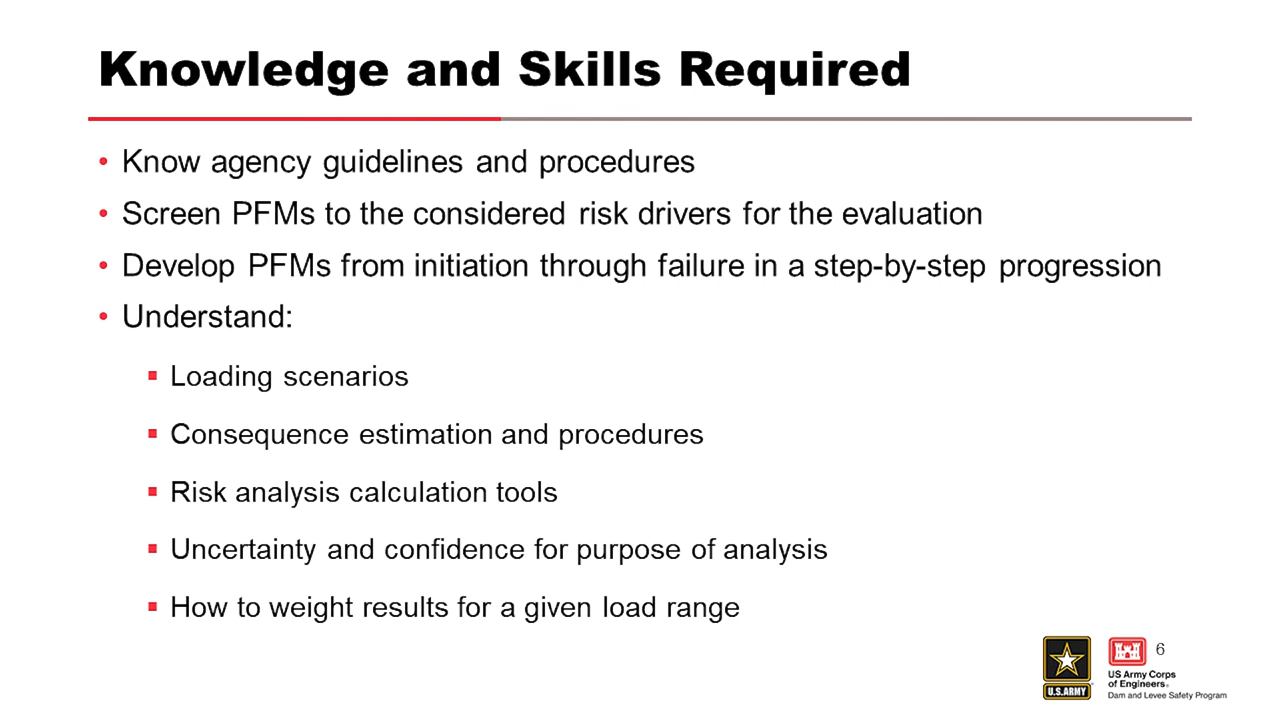 Knowledge and Skills Required
• Know agency guidelines and procedures
• Screen PFMs to the considered risk drivers for the evaluation
• Develop PFMs from initiation through failure in a step-by-step progression
• Understand:
▪ Loading scenarios
▪ Consequence estimation and procedures
▪ Risk analysis calculation tools
▪ Uncertainty and confidence for purpose of analysis
▪ How to weight results for a given load range
6
U.S.ARMY
US Army Corps
of Engineers®
Dam and Levee Safety Program